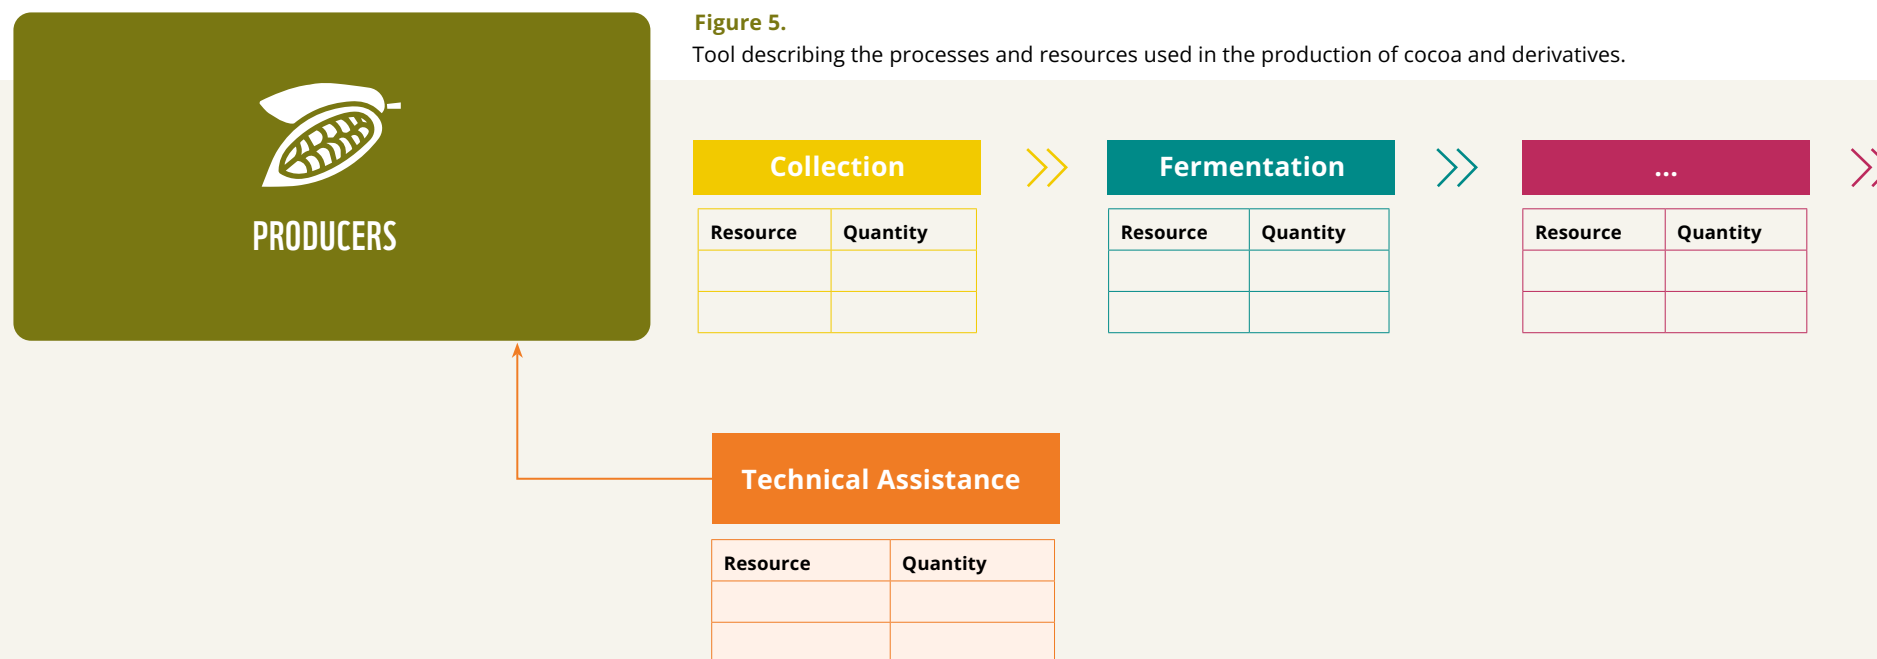 Figure 5.
Tool describing the processes and resources used in the production of cocoa and derivatives.
PRODUCERS
Collection
Fermentation
...
Resource Quantity
Resource Quantity
Resource Quantity
Technical Assistance
Resource Quantity